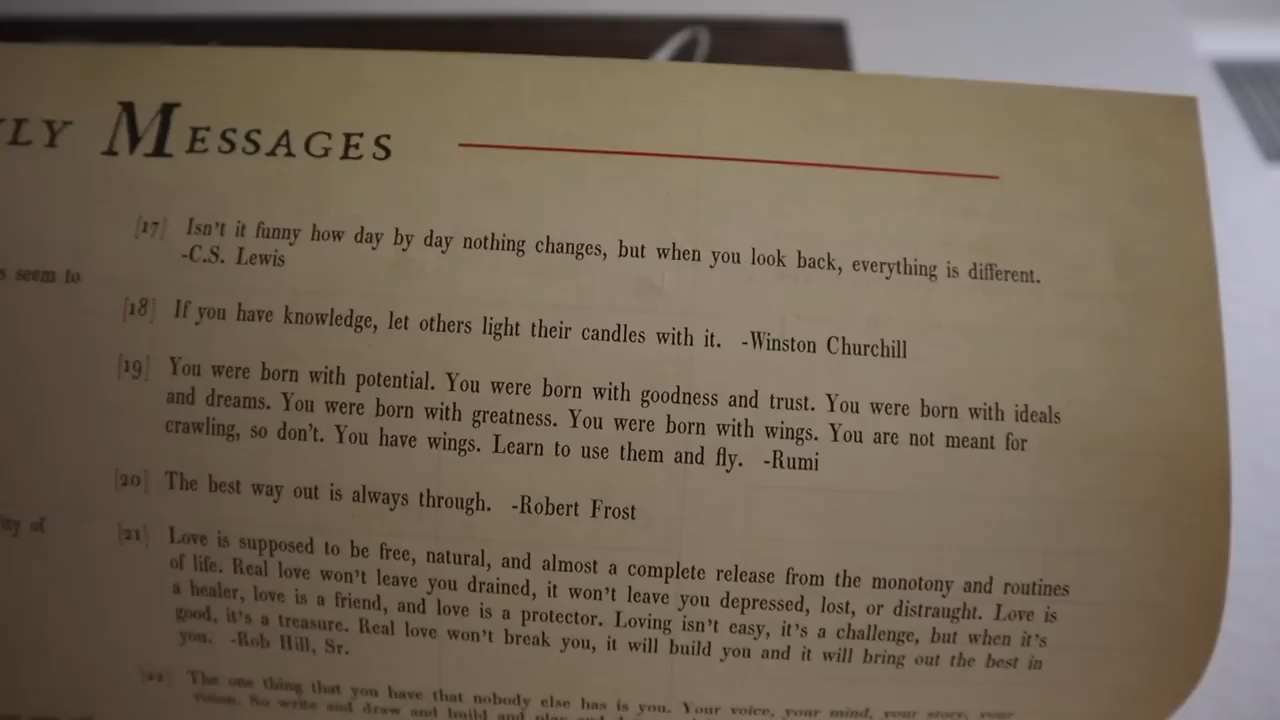 LY MESSAGES
[17] Isn't it funny how day by day nothing changes, but when you look back, everything is different.
-C.S. Lewis
s seem to
[18] If you have knowledge, let others light their candles with it. -Winston Churchill
[19] You were born with potential. You were born with goodness and trust. You were born with ideals
and dreams. You were born with greatness. You were born with wings. You are not meant for
crawling, so don't. You have wings. Learn to use them and fly. -Rumi
[20] The best way out is always through. -Robert Frost
of
[21] Love is supposed to be free, natural, and almost a complete release from the monotony and routines
of life. Real love won't leave you drained, it won't leave you depressed, lost, or distraught. Love is
a healer, love is a friend, and love is a protector. Loving isn't easy, it's a challenge, but when it's
good, it's a treasure. Real love won't break you, it will build you and it will bring out the best in
you. -Rob Hill, Sr.
[22] The one thing that you have that nobody else has is you. Your voice, your mind, your story, your
vision. So write and draw and build and play and